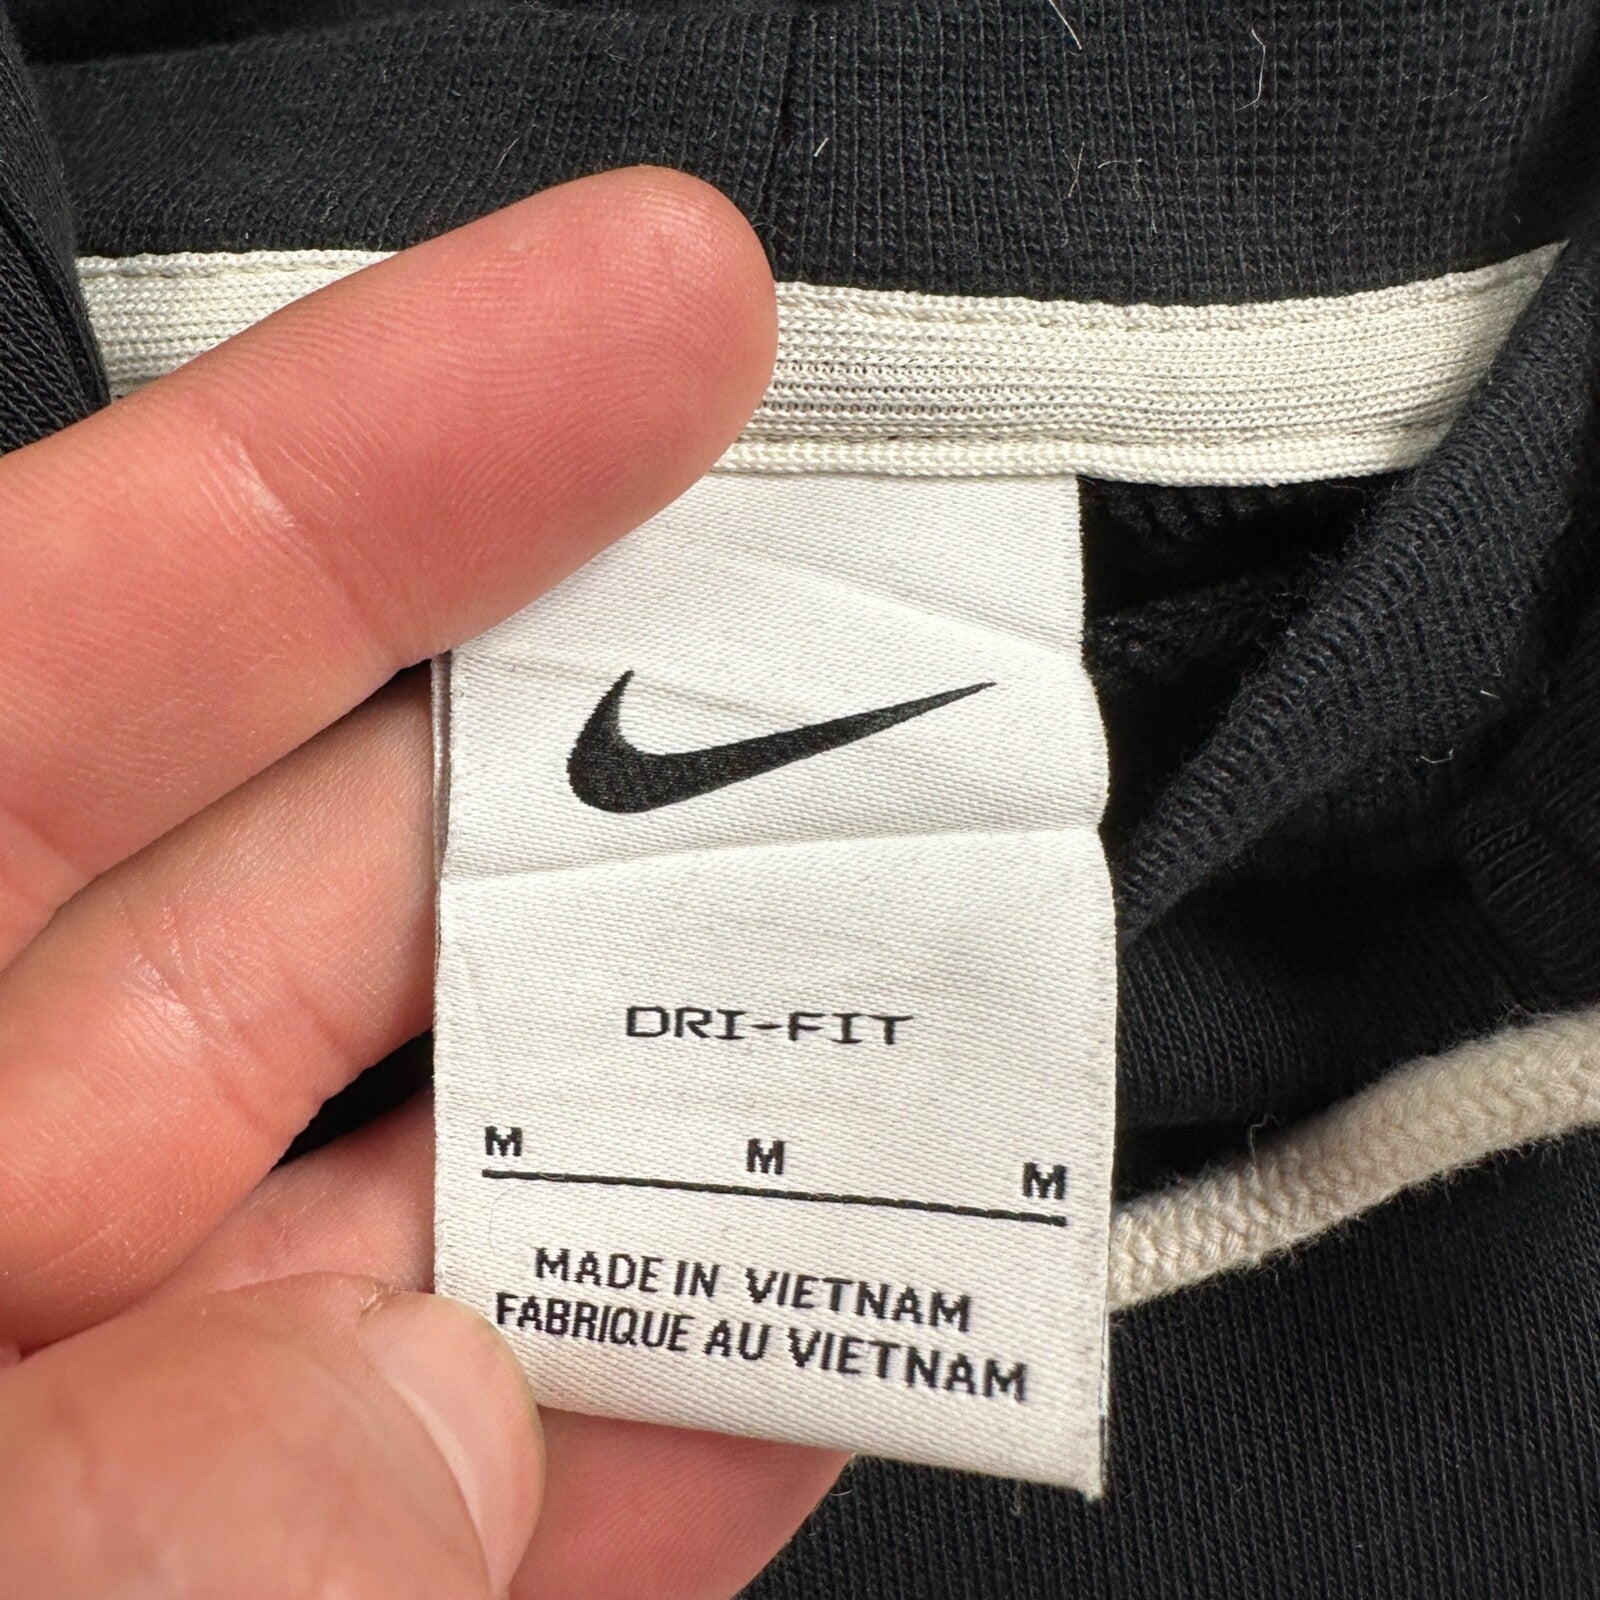 DRI-FIT
M M M
MADE IN VIETNAM
FABRIQUE AU VIETNAM